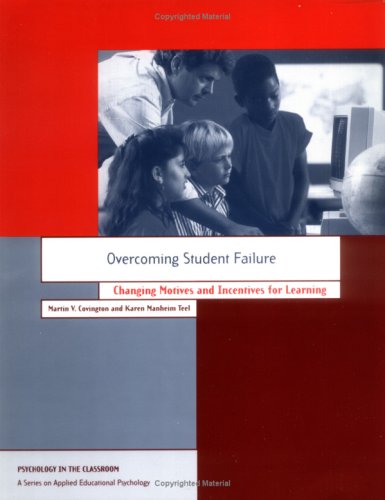 Copyrighted Material
Overcoming Student Failure
Changing Motives and Incentives for Learning
Martin V. Covington and Karen Manheim Teel
PSYCHOLOGY IN THE CLASSROOM
A Series on Applied Educational Psychology
Copyrighted Material